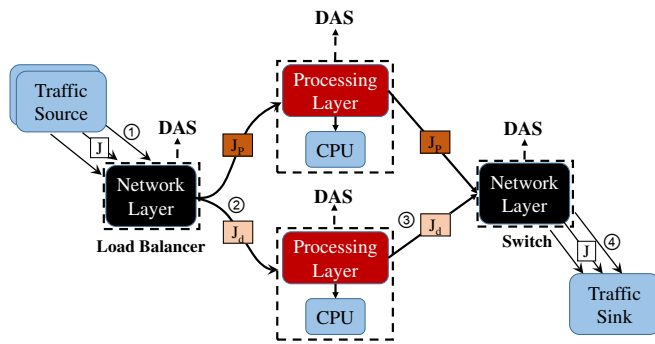 DAS
Processing
Layer
CPU
Traffic
Source
①
J
DAS
Network
Layer
Load Balancer
J_P
②
J_d
DAS
Processing
Layer
CPU
J_P
③
J_d
DAS
Network
Layer
Switch
J
④
Traffic
Sink